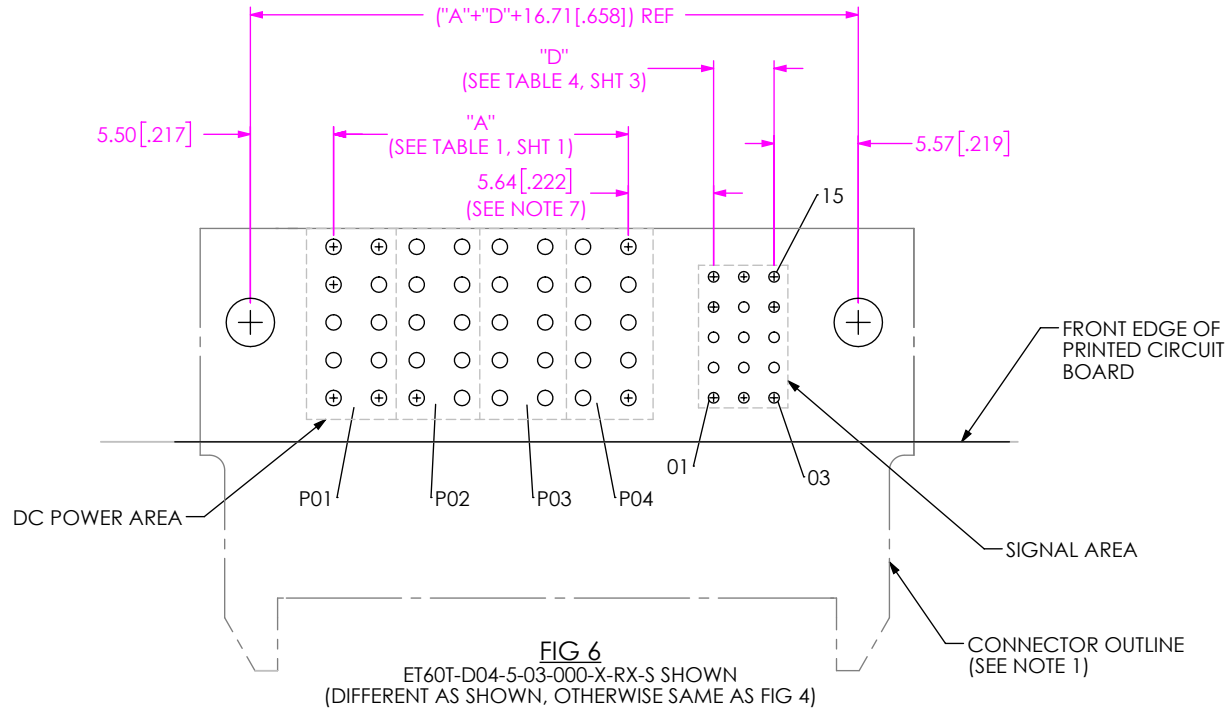 ("A"+"D"+16.71[.658]) REF
"D"
(SEE TABLE 4, SHT 3)
5.50[.217]
"A"
(SEE TABLE 1, SHT 1)
5.57[.219]
5.64[.222]
(SEE NOTE 7)
15
FRONT EDGE OF
PRINTED CIRCUIT
BOARD
01
03
P01
P02
P03
P04
DC POWER AREA
SIGNAL AREA
CONNECTOR OUTLINE
(SEE NOTE 1)
FIG 6
ET60T-D04-5-03-000-X-RX-S SHOWN
(DIFFERENT AS SHOWN, OTHERWISE SAME AS FIG 4)